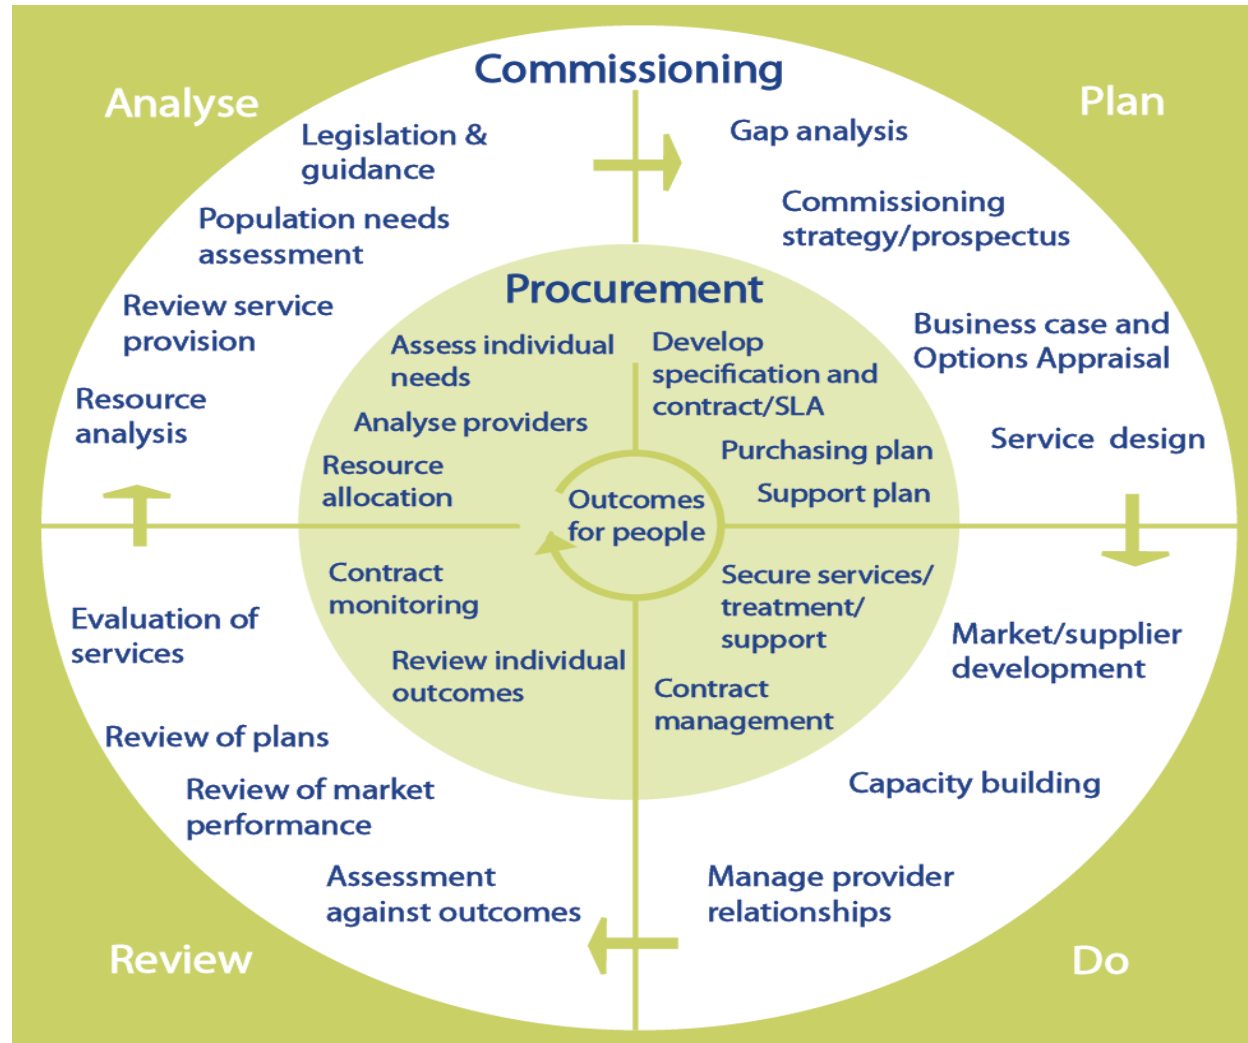 Commissioning
Analyse
Legislation &
guidance
Population needs
assessment
Review service
provision
Resource
analysis
Plan
Gap analysis
Commissioning
strategy/prospectus
Business case and
Options Appraisal
Service  design
Procurement
Assess individual
needs
Analyse providers
Resource
allocation
Develop
specification and
contract/SLA
Purchasing plan
Support plan
Outcomes
for people
Contract
monitoring
Review individual
outcomes
Secure services/
treatment/
support
Contract
management
Evaluation of
services
Review of plans
Review of market
performance
Assessment
against outcomes
Review
Market/supplier
development
Capacity building
Manage provider
relationships
Do